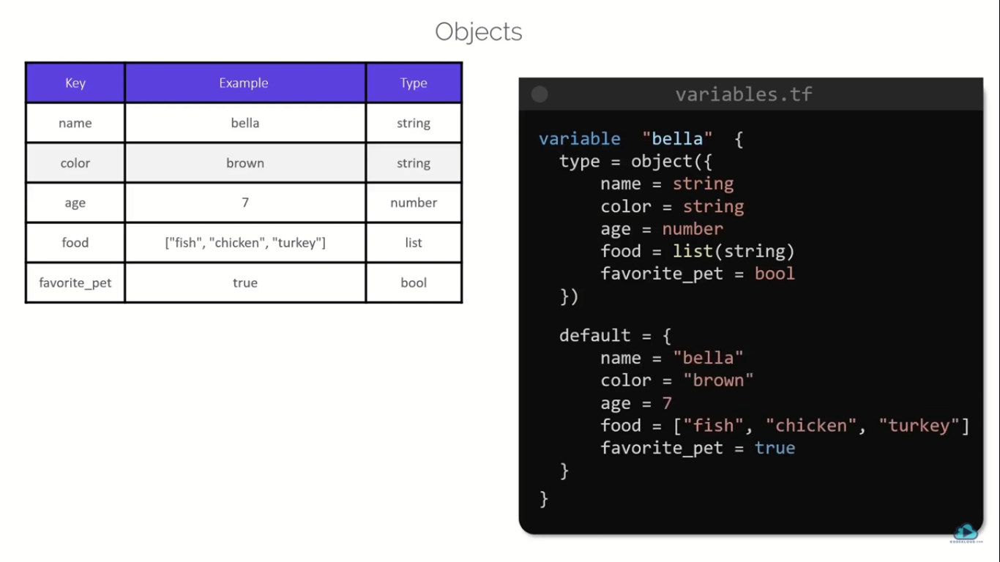 Objects
Key Example Type
name bella string
color brown string
age 7 number
food ["fish", "chicken", "turkey"] list
favorite_pet true bool
variables.tf
variable "bella" {
type = object({
name = string
color = string
age = number
food = list(string)
favorite_pet = bool
})
default = {
name = "bella"
color = "brown"
age = 7
food = ["fish", "chicken", "turkey"]
favorite_pet = true
}
}